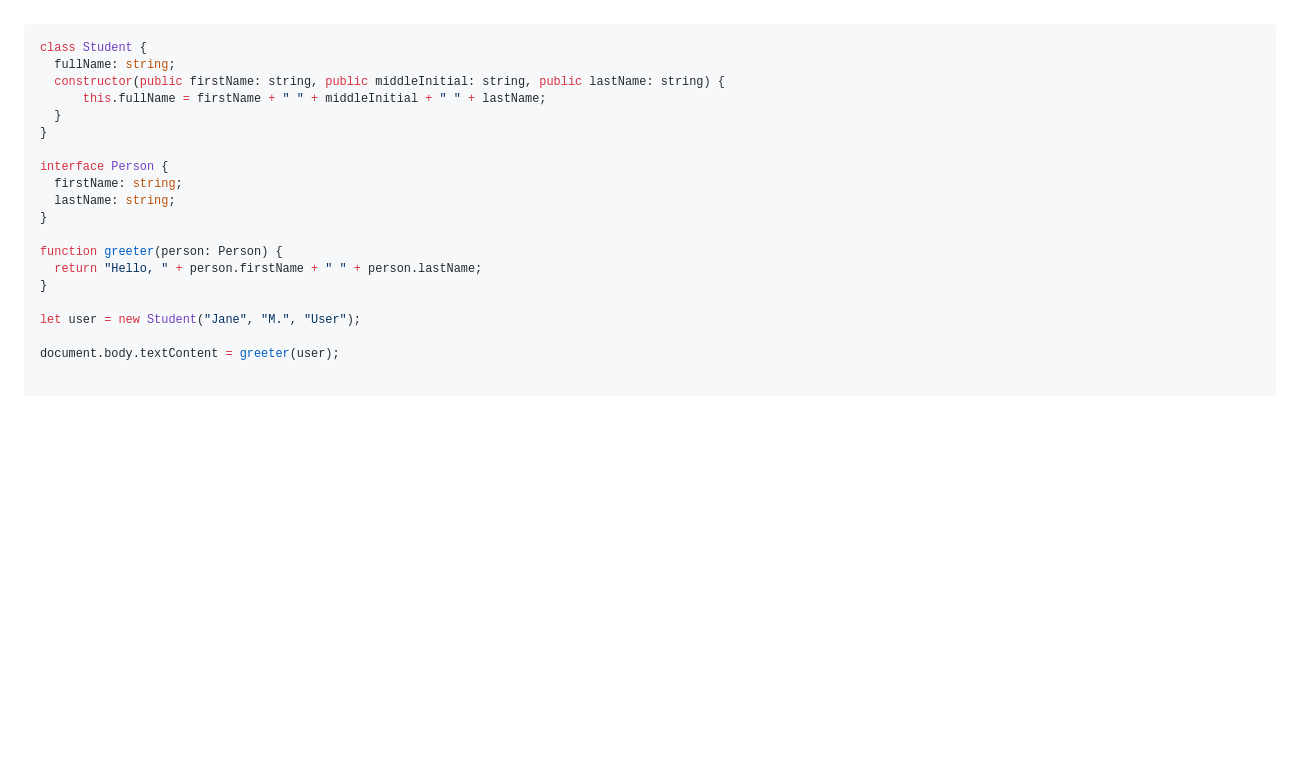 class Student {
  fullName: string;
  constructor(public firstName: string, public middleInitial: string, public lastName: string) {
      this.fullName = firstName + " " + middleInitial + " " + lastName;
  }
}

interface Person {
  firstName: string;
  lastName: string;
}

function greeter(person: Person) {
  return "Hello, " + person.firstName + " " + person.lastName;
}

let user = new Student("Jane", "M.", "User");

document.body.textContent = greeter(user);